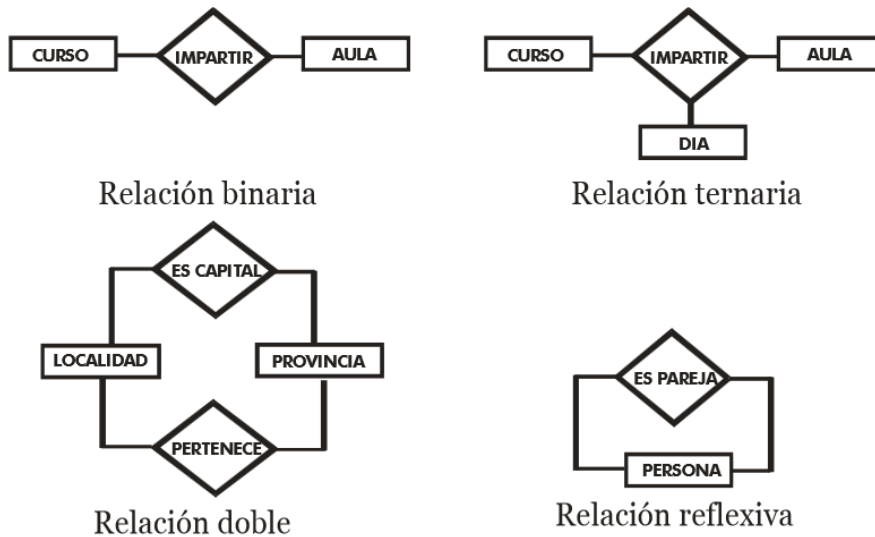 CURSO IMPARTIR AULA
Relación binaria
CURSO IMPARTIR AULA
DIA
Relación ternaria
ES CAPITAL
LOCALIDAD PROVINCIA
PERTENECE
Relación doble
ES PAREJA
PERSONA
Relación reflexiva